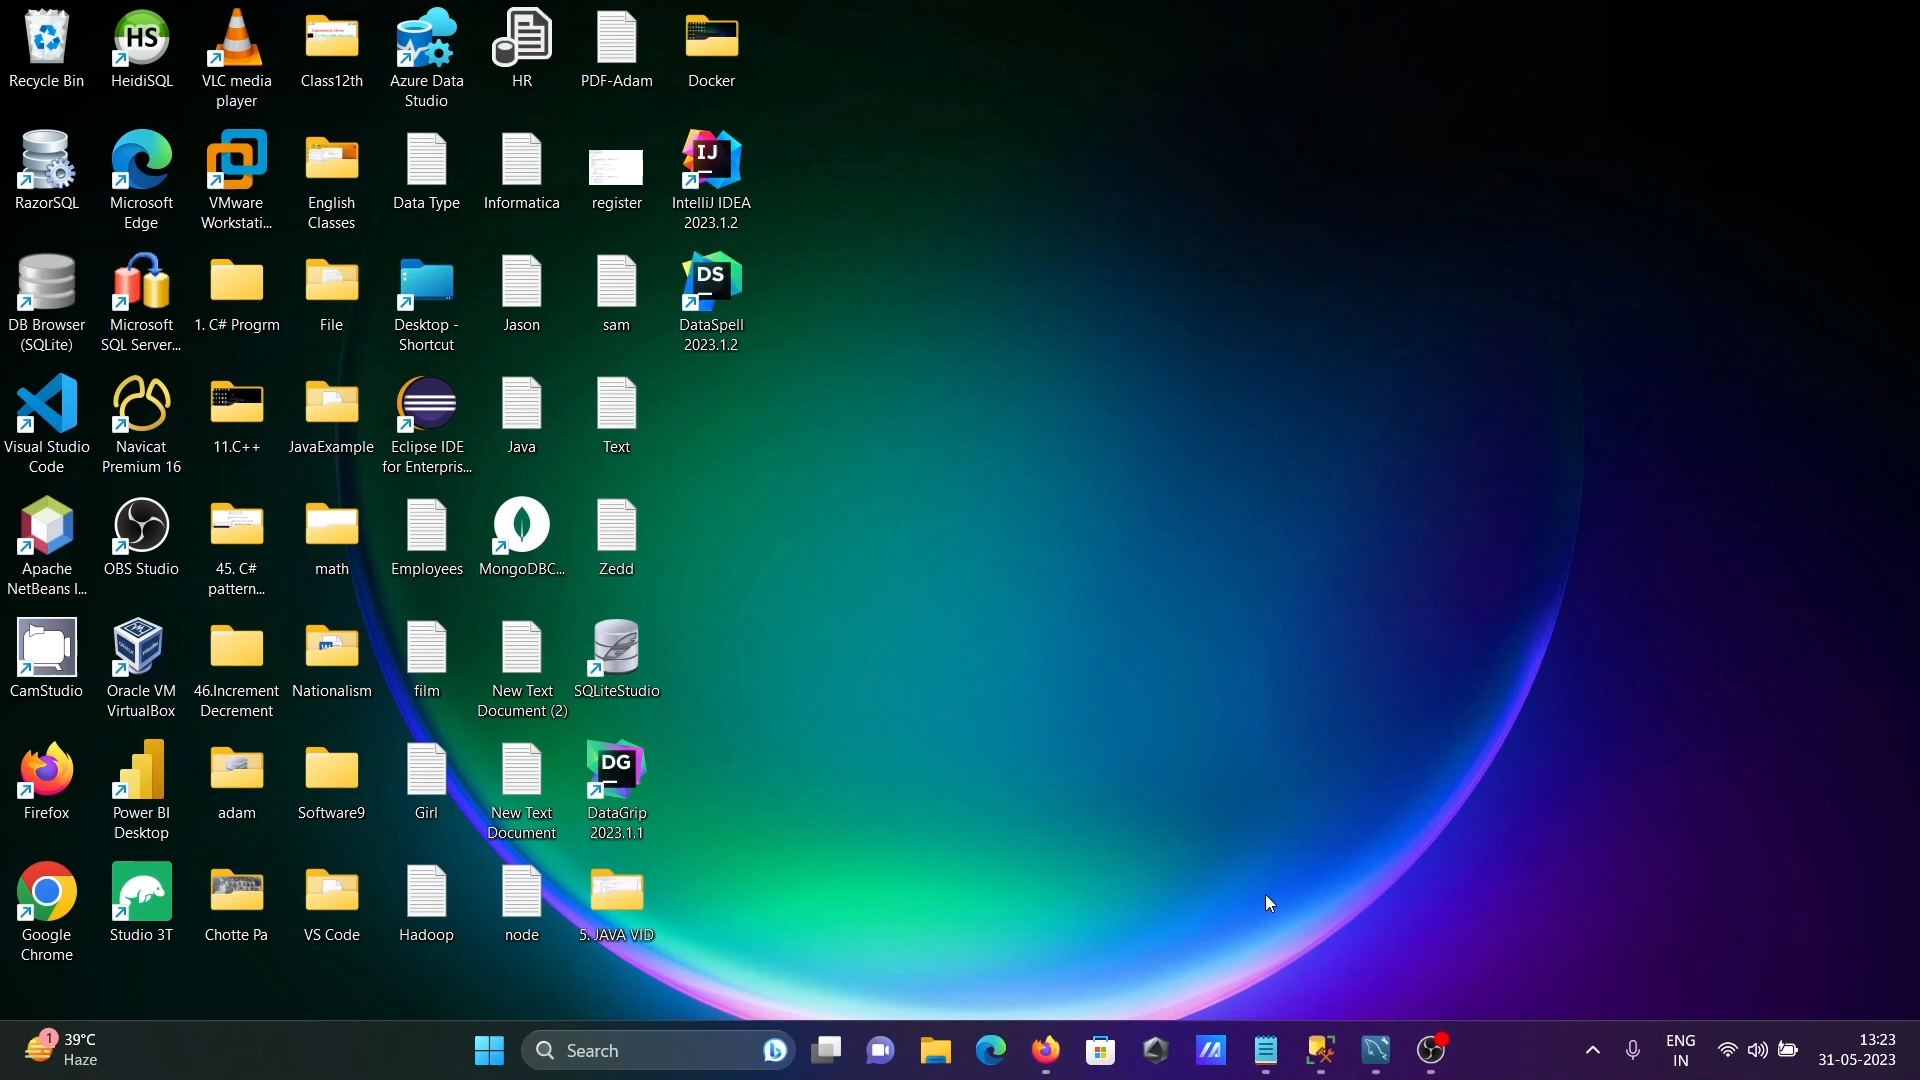 Recycle Bin
HeidiSQL
VLC media
player
Class12th
Azure Data
Studio
HR
PDF-Adam
Docker
RazorSQL
Microsoft
Edge
VMware
Workstati...
English
Classes
Data Type
Informatica
register
IntelliJ IDEA
2023.1.2
DB Browser
(SQLite)
Microsoft
SQL Server...
1. C# Progrm
File
Desktop -
Shortcut
Jason
sam
DataSpell
2023.1.2
Visual Studio
Code
Navicat
Premium 16
11.C++
JavaExample
Eclipse IDE
for Enterpris...
Java
Text
Apache
NetBeans I...
OBS Studio
45. C#
pattern...
math
Employees
MongoDBC...
Zedd
CamStudio
Oracle VM
VirtualBox
46.Increment
Decrement
Nationalism
film
New Text
Document (2)
SQLiteStudio
Firefox
Power BI
Desktop
adam
Software9
Girl
New Text
Document
DataGrip
2023.1.1
Google
Chrome
Studio 3T
Chotte Pa
VS Code
Hadoop
node
5. JAVA VID
HS
IJ
DS
DG
1
39°C
Haze
Search
ENG
IN
13:23
31-05-2023